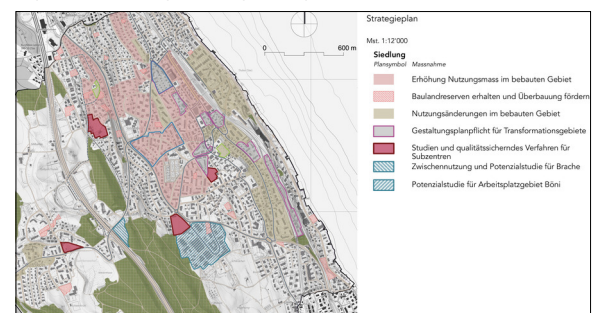 Strategieplan
Mst. 1:12'000
0 600 m
Siedlung
Plansymbol Massnahme
Erhöhung Nutzungsmass im bebauten Gebiet
Baulandreserven erhalten und Überbauung fördern
Nutzungsänderungen im bebauten Gebiet
Gestaltungsplanpflicht für Transformationsgebiete
Studien und qualitätssicherndes Verfahren für
Subzentren
Zwischennutzung und Potenzialstudie für Brache
Potenzialstudie für Arbeitsplatzgebiet Böni